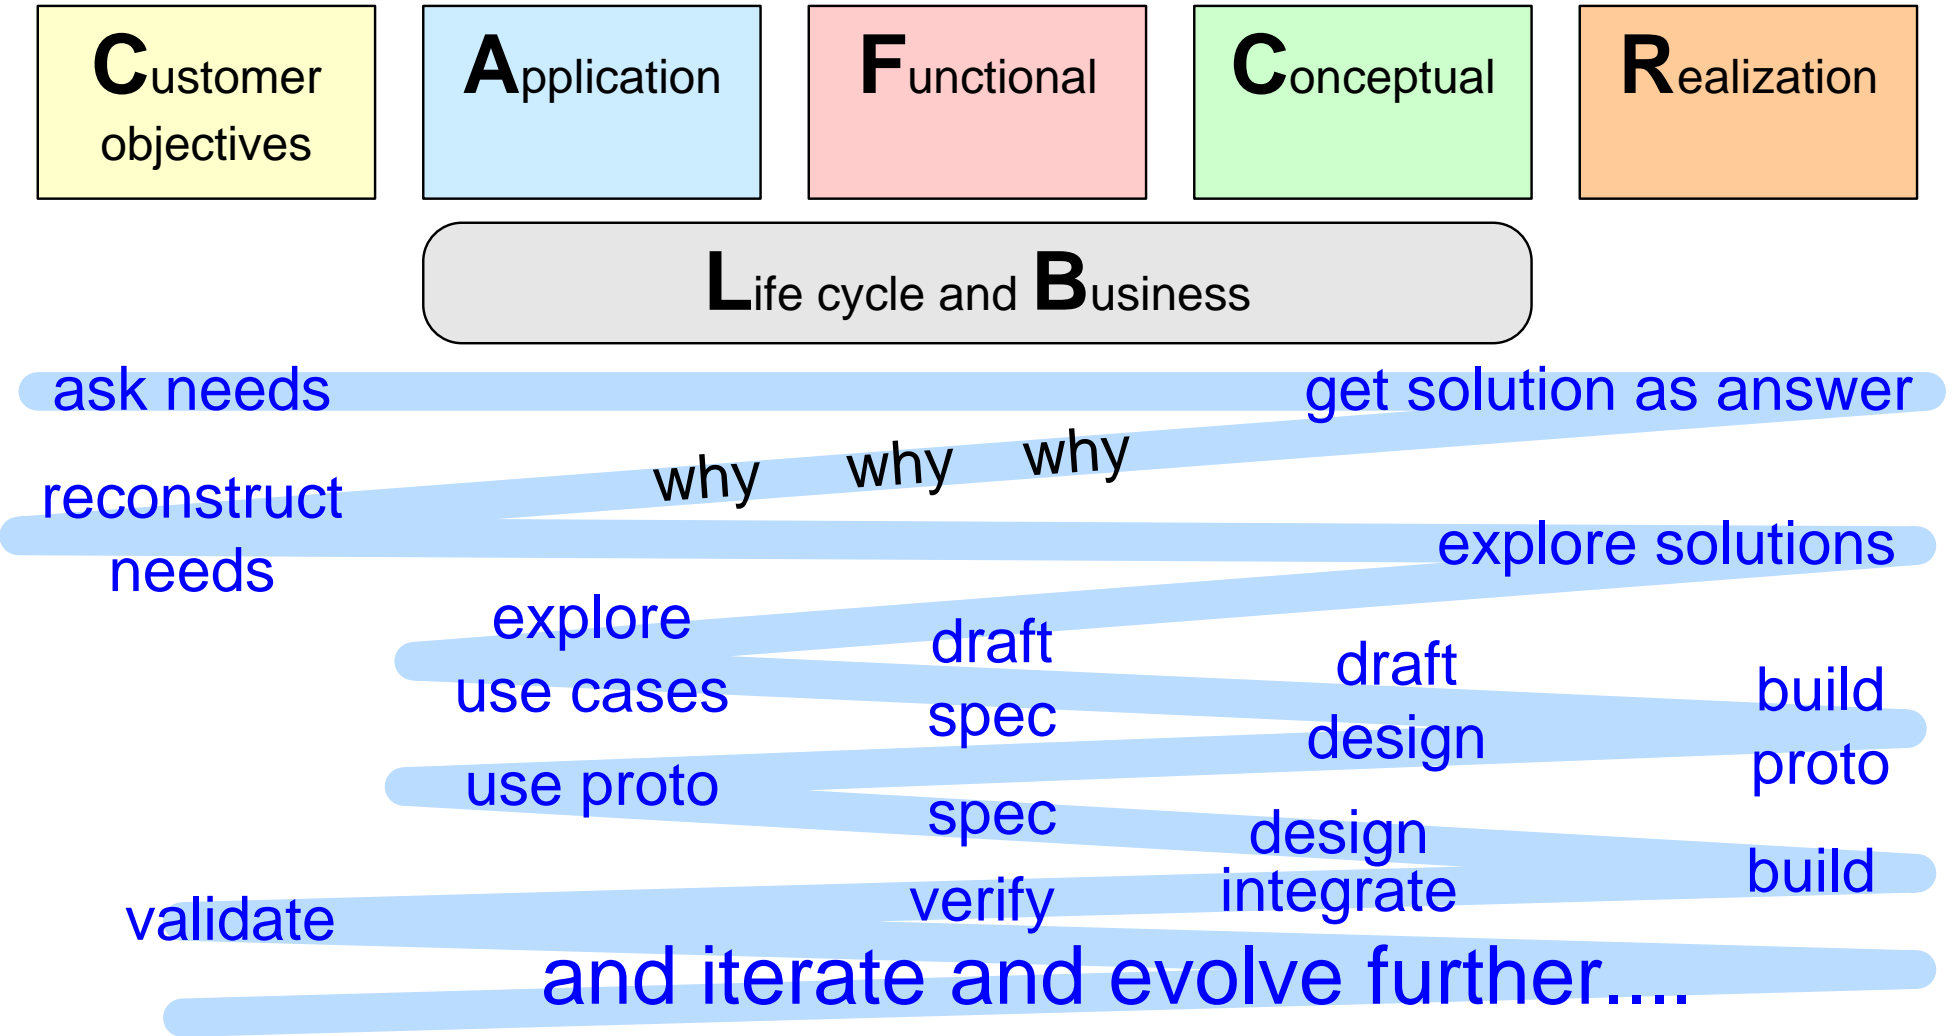 Customer
objectives
Application
Functional
Conceptual
Realization
Life cycle and Business
ask needs
get solution as answer
why why why
reconstruct
needs
explore solutions
explore
use cases
draft
spec
draft
design
build
proto
use proto
spec
design
build
integrate
verify
validate
and iterate and evolve further....